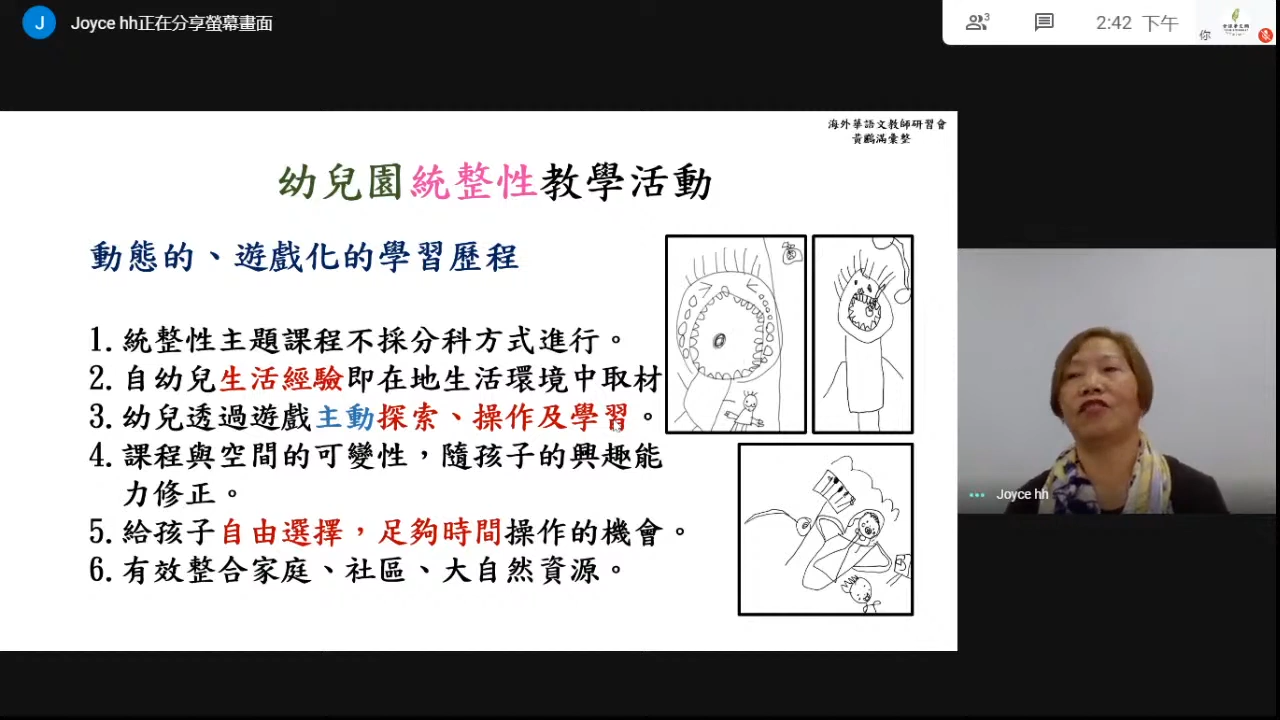 J
Joyce hh正在分享螢幕畫面
3
2:42 下午
你
海外華語文教師研習會
黃鸝滿彙整
幼兒園統整性教學活動
動態的、遊戲化的學習歷程
1. 統整性主題課程不採分科方式進行。
2. 自幼兒生活經驗即在地生活環境中取材
3. 幼兒透過遊戲主動探索、操作及學習。
4. 課程與空間的可變性，隨孩子的興趣能
力修正。
5. 給孩子自由選擇，足夠時間操作的機會。
6. 有效整合家庭、社區、大自然資源。
Joyce hh